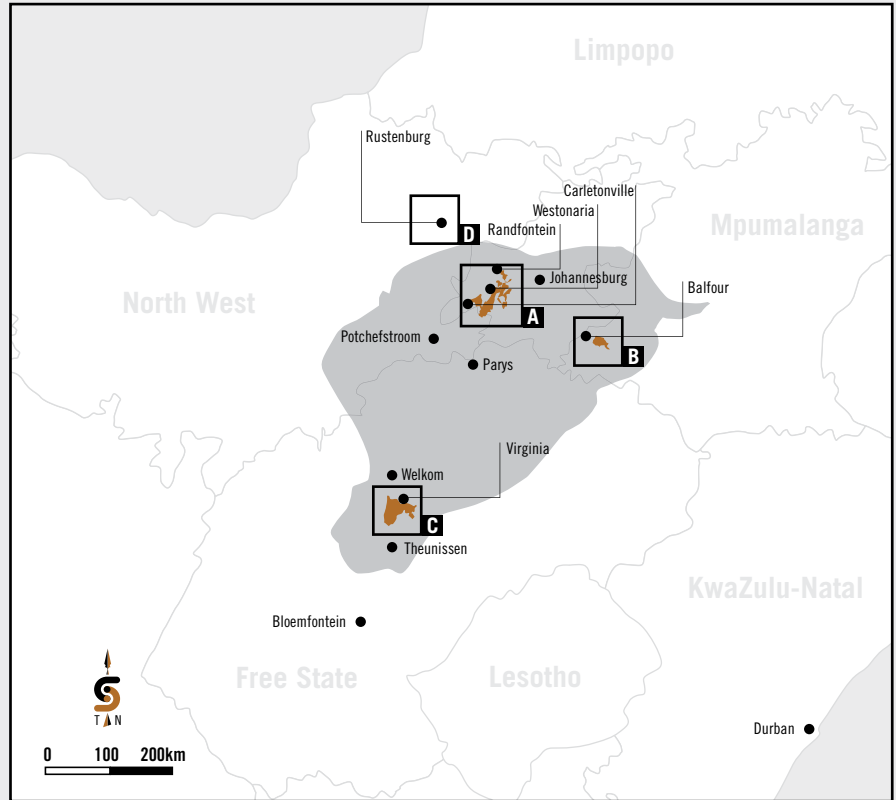 Limpopo
Rustenburg
Carletonville
Westonaria
Randfontein
Mpumalanga
D
Johannesburg
Balfour
North West
A
Potchefstroom
B
Parys
Virginia
Welkom
C
Theunissen
KwaZulu-Natal
Bloemfontein
Free State
Lesotho
T N
Durban
0 100 200km